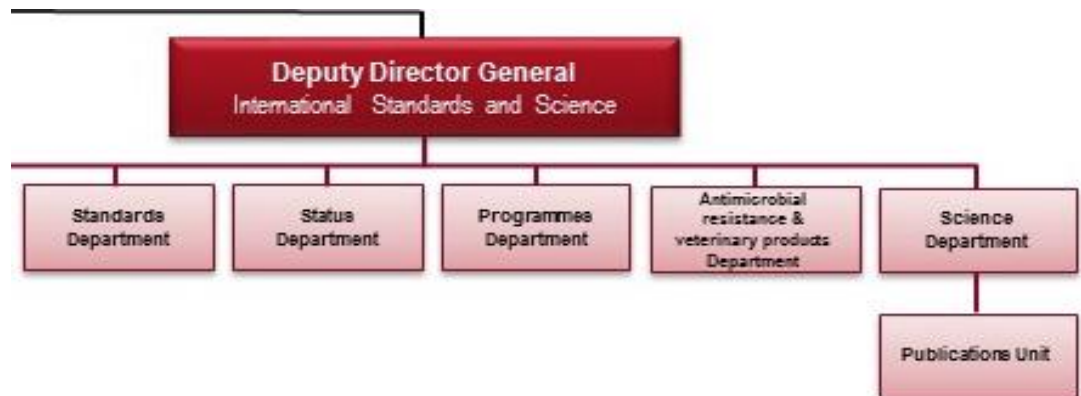 Deputy Director General
International Standards and Science
Standards
Department
Status
Department
Programmes
Department
Antimicrobial
resistance &
veterinary products
Department
Science
Department
Publications Unit